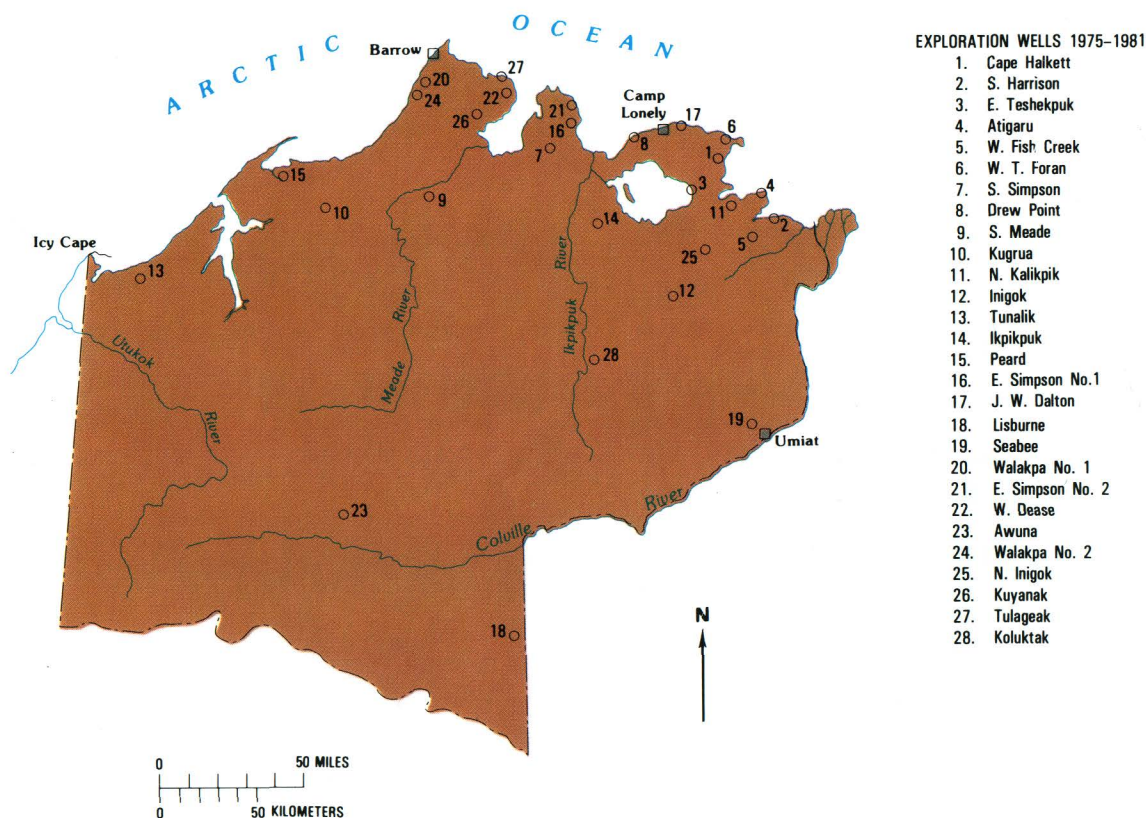 ARCTIC OCEAN
Barrow
27
20
22
24
26
21
Camp
Lonely
17
16
6
8
7
1
15
3
4
9
10
11
14
2
Icy Cape
5
25
13
12
River
River
Utukok
Ikpikpuk
28
Meade
River
19
Umiat
River
23
Colville
18
N
0 50 MILES
0 50 KILOMETERS
EXPLORATION WELLS 1975-1981
1. Cape Halkett
2. S. Harrison
3. E. Teshekpuk
4. Atigaru
5. W. Fish Creek
6. W. T. Foran
7. S. Simpson
8. Drew Point
9. S. Meade
10. Kugrua
11. N. Kalikpik
12. Inigok
13. Tunalik
14. Ikpikpuk
15. Peard
16. E. Simpson No.1
17. J. W. Dalton
18. Lisburne
19. Seabee
20. Walakpa No. 1
21. E. Simpson No. 2
22. W. Dease
23. Awuna
24. Walakpa No. 2
25. N. Inigok
26. Kuyanak
27. Tulageak
28. Koluktak